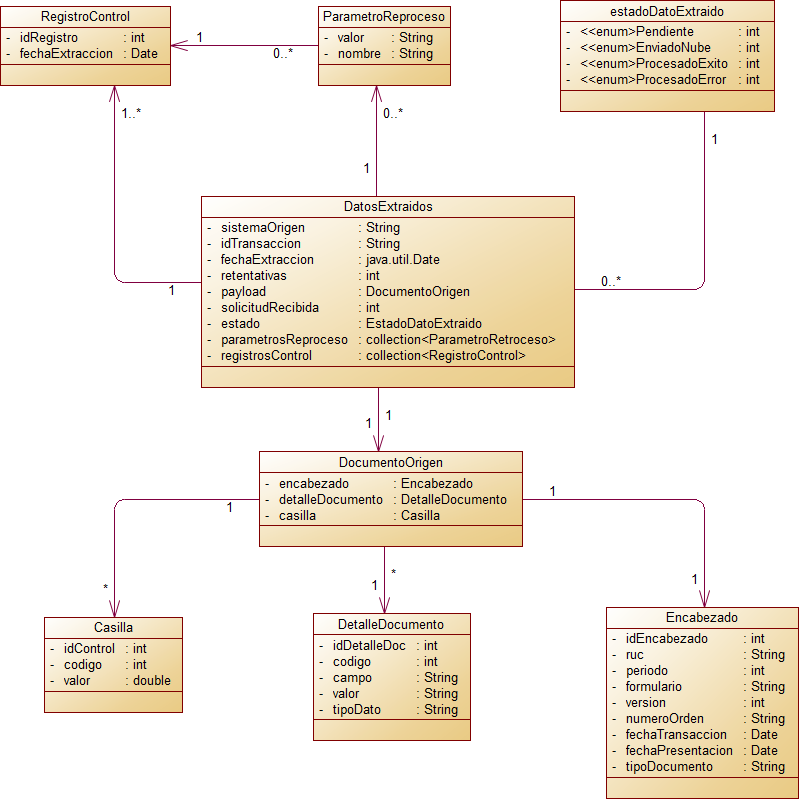 RegistroControl
- idRegistro : int
- fechaExtraccion : Date
ParametroReproceso
- valor : String
- nombre : String
estadoDatoExtraido
- <<enum>Pendiente : int
- <<enum>EnviadoNube : int
- <<enum>ProcesadoExito : int
- <<enum>ProcesadoError : int
1
0..*
1..*
0..*
1
1
DatosExtraidos
- sistemaOrigen : String
- idTransaccion : String
- fechaExtraccion : java.util.Date
- retentativas : int
- payload : DocumentoOrigen
- solicitudRecibida : int
- estado : EstadoDatoExtraido
- parametrosReproceso : collection<ParametroRetroceso>
- registrosControl : collection<RegistroControl>
1
0..*
1
1
DocumentoOrigen
- encabezado : Encabezado
- detalleDocumento : DetalleDocumento
- casilla : Casilla
1
1
*
*
1
1
Casilla
- idControl : int
- codigo : int
- valor : double
DetalleDocumento
- idDetalleDoc : int
- codigo : int
- campo : String
- valor : String
- tipoDato : String
Encabezado
- idEncabezado : int
- ruc : String
- periodo : int
- formulario : String
- version : int
- numeroOrden : String
- fechaTransaccion : Date
- fechaPresentacion : Date
- tipoDocumento : String